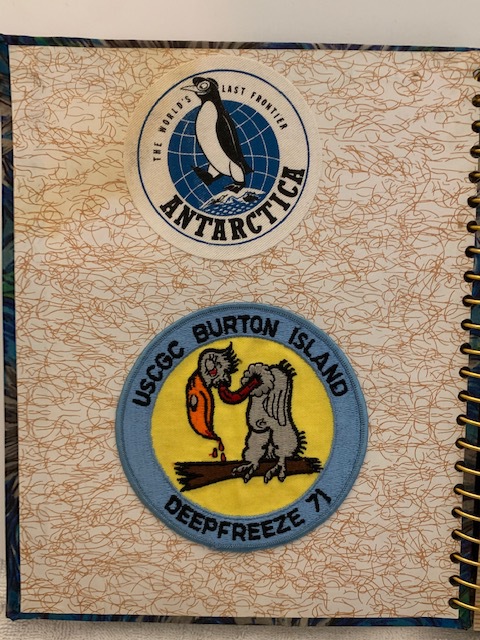 THE WORLD'S LAST FRONTIER
ANTARCTICA
USCGC BURTON ISLAND
DEEPFREEZE 71